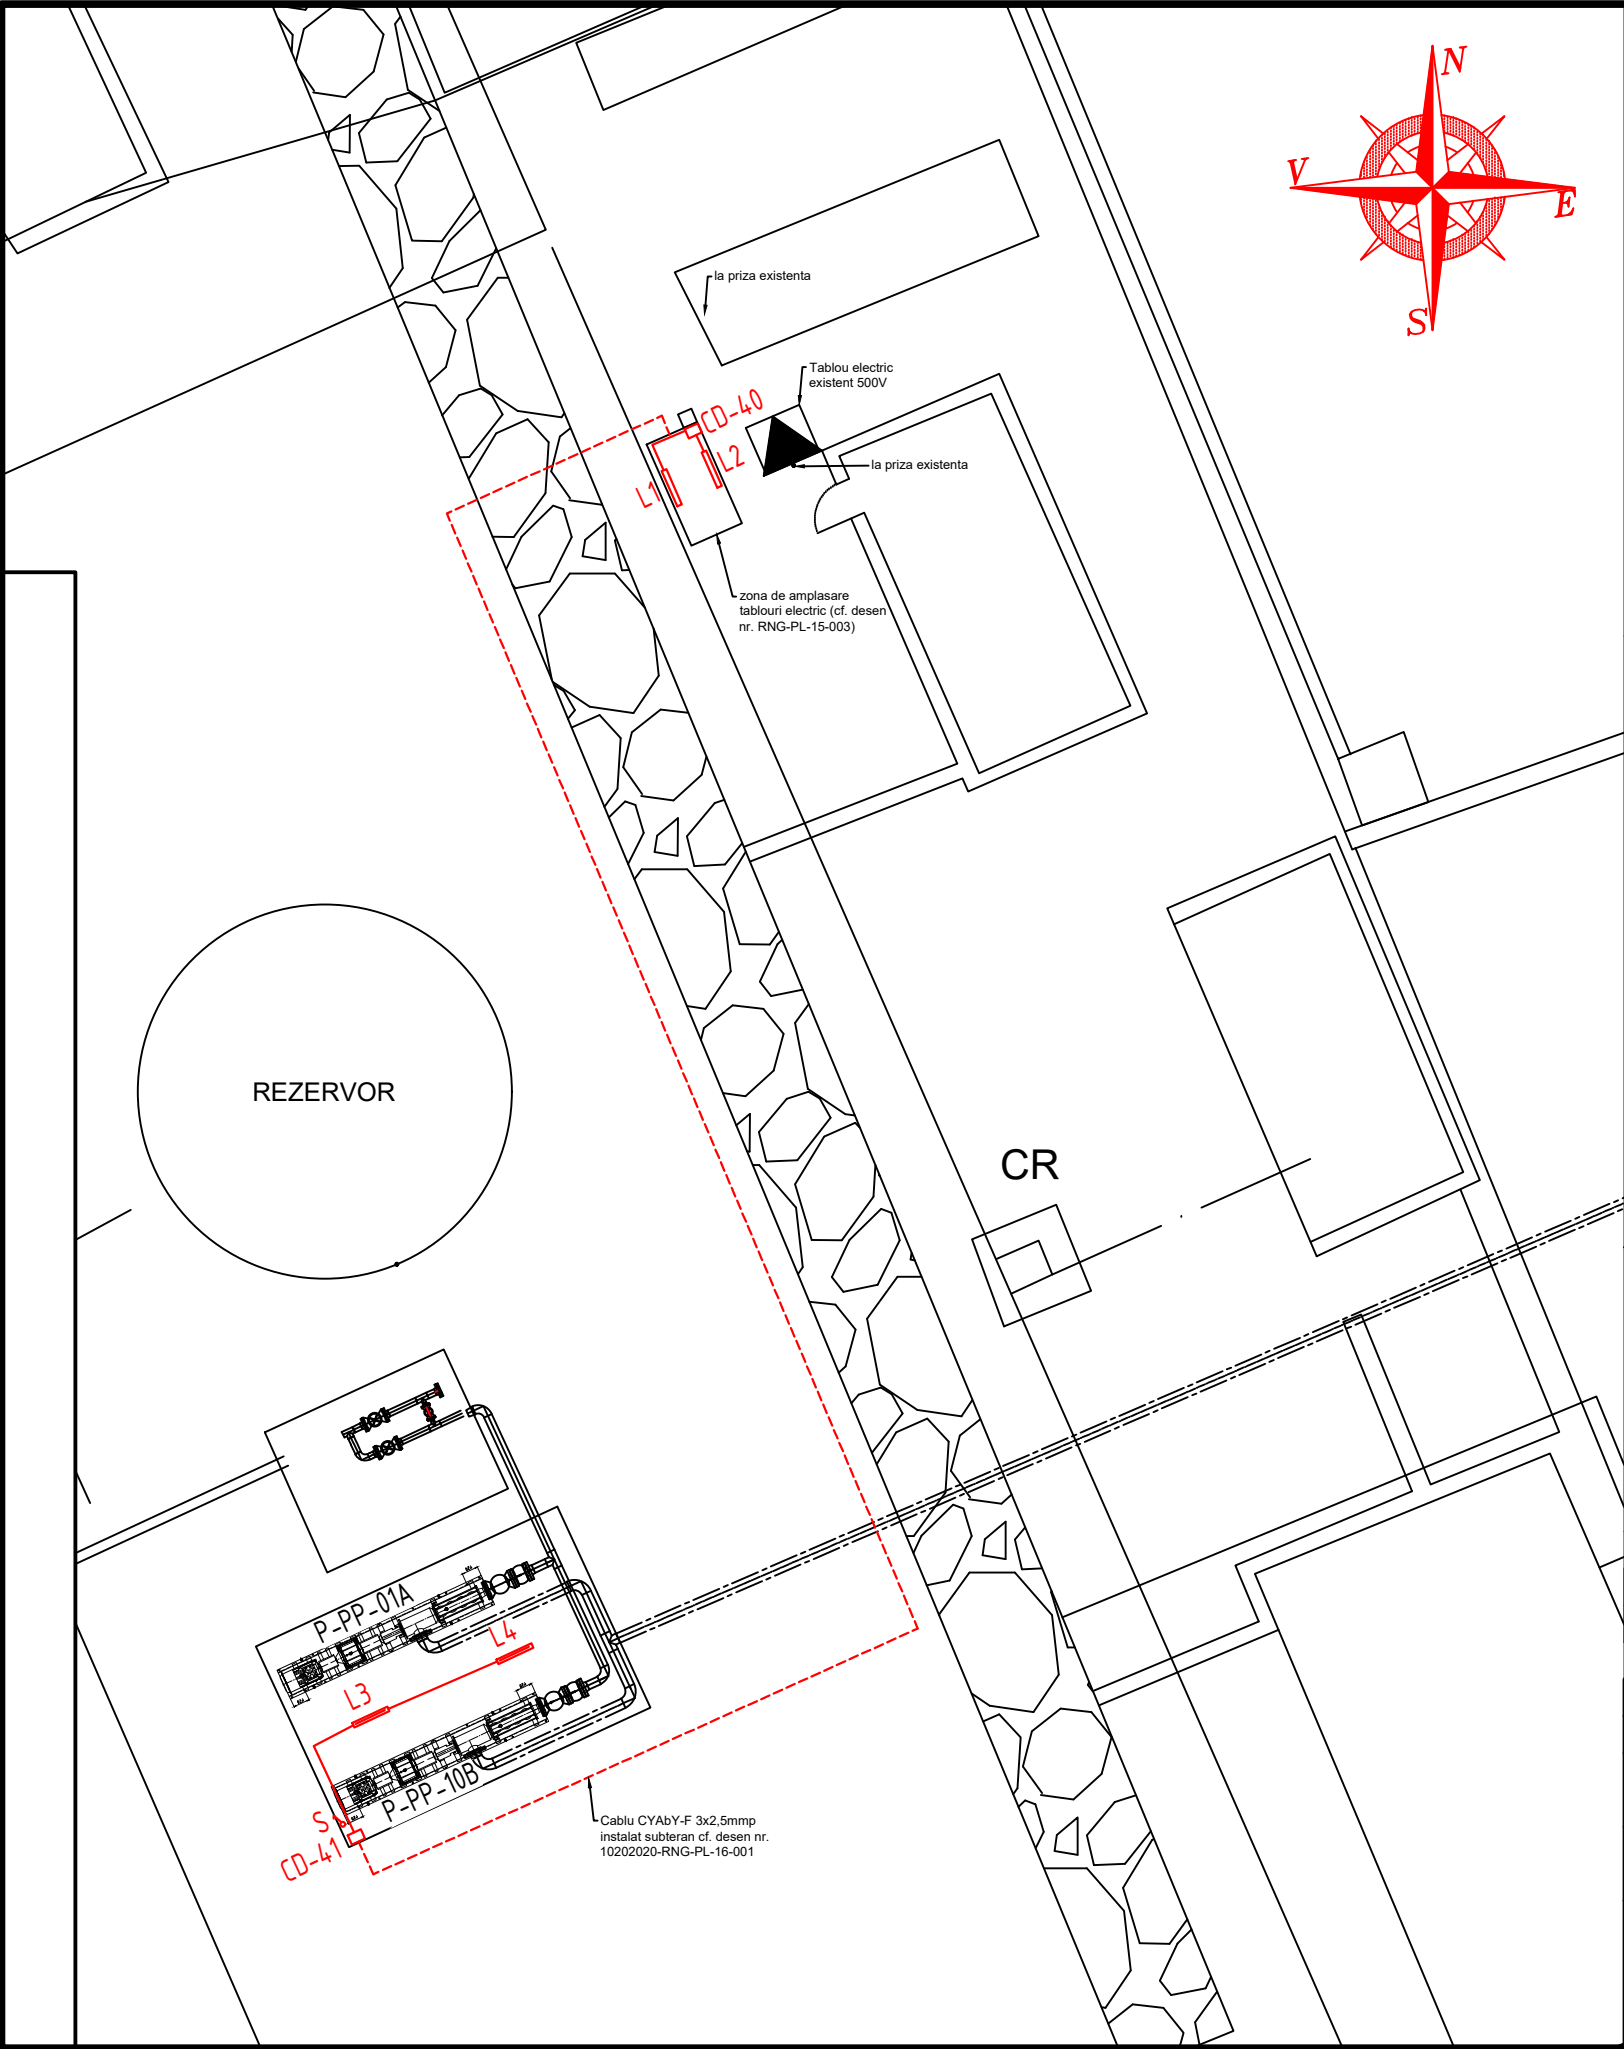 N
V
E
S
la priza existenta
Tablou electric
existent 500V
CD-40
L2
L1
la priza existenta
zona de amplasare
tablouri electric (cf. desen
nr. RNG-PL-15-003)
REZERVOR
CR
P-PP-01A
L4
L3
P-PP-10B
S
CD-41
Cablu CYAbY-F 3x2,5mmp
instalat subteran cf. desen nr.
10202020-RNG-PL-16-001